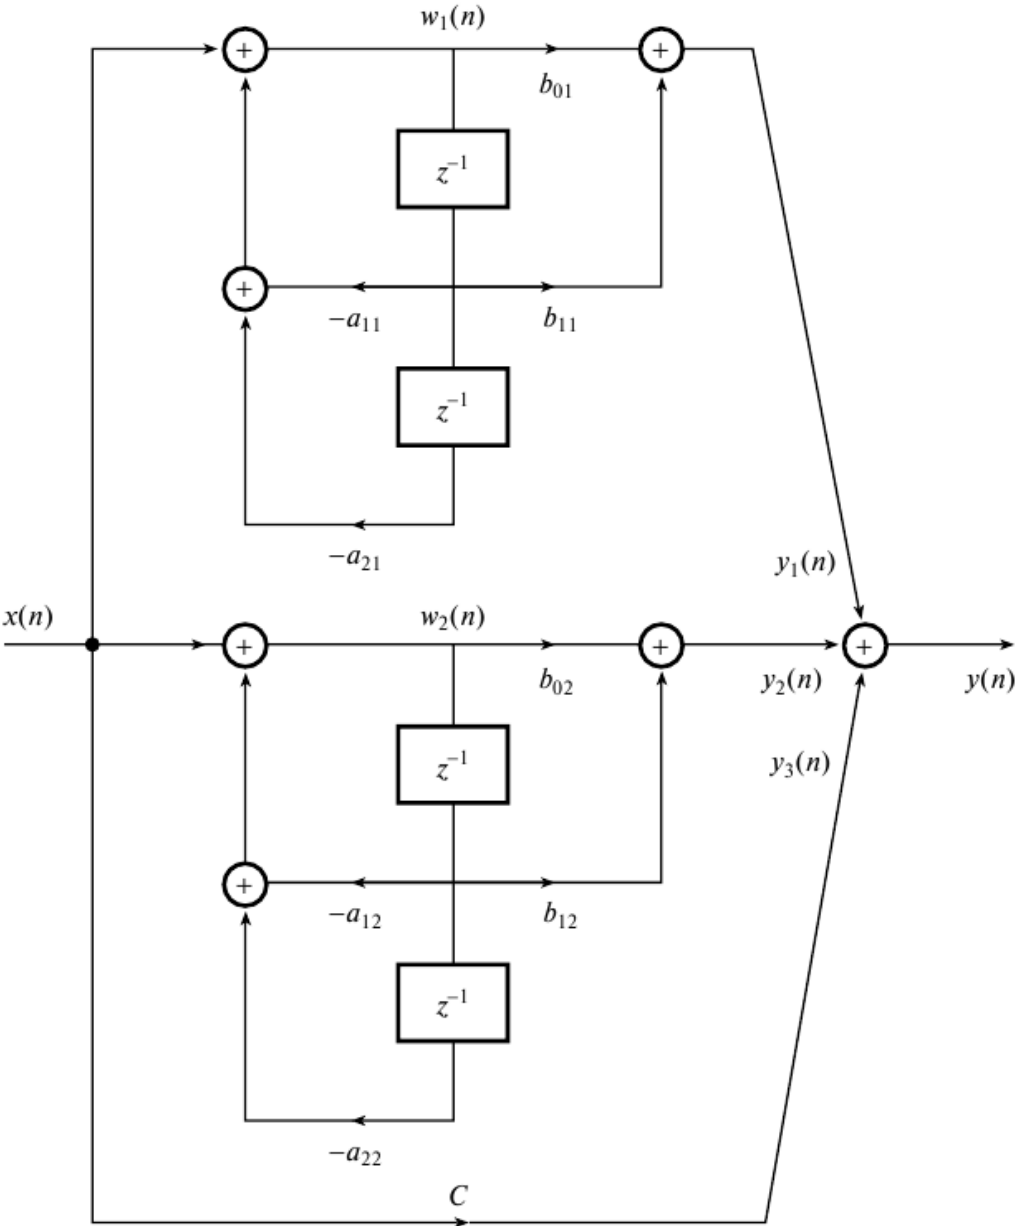 w₁(n)
+ +
b₀₁
z⁻¹
+
−a₁₁ b₁₁
z⁻¹
−a₂₁
y₁(n)
x(n) w₂(n)
+ + +
b₀₂ y₂(n) y(n)
z⁻¹ y₃(n)
+
−a₁₂ b₁₂
z⁻¹
−a₂₂
C